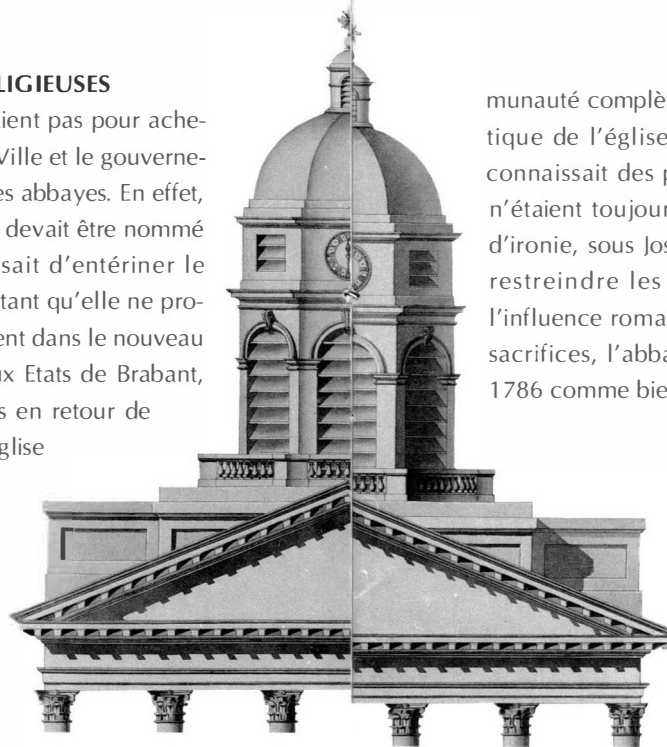 LIGIEUSES
ient pas pour ache-
Ville et le gouverne-
es abbayes. En effet,
devait être nommé
sait d'entériner le
tant qu'elle ne pro-
ent dans le nouveau
ux Etats de Brabant,
s en retour de
glise
munauté complè
tique de l'église
connaissait des p
n'étaient toujour
d'ironie, sous Jos
restreindre les
l'influence roma
sacrifices, l'abba
1786 comme bie